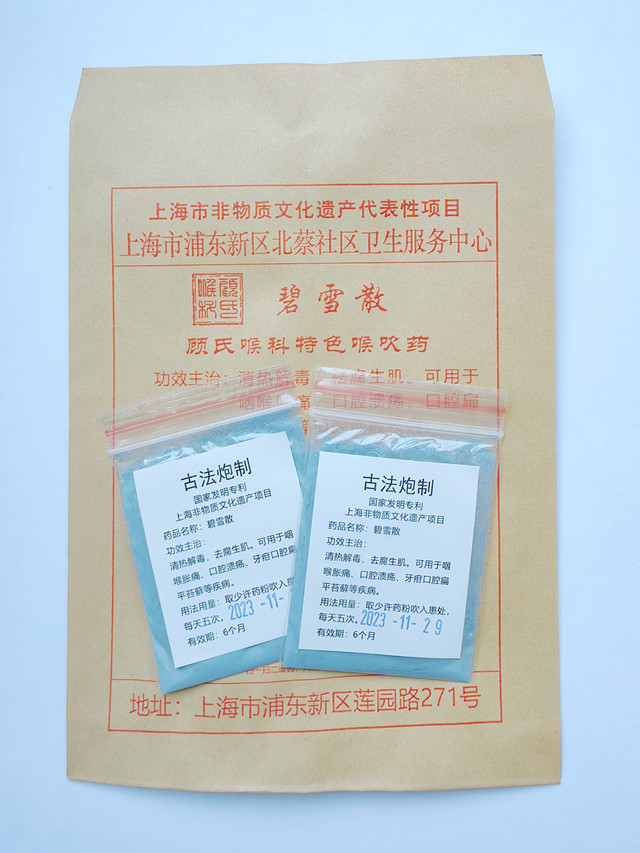 上海市非物质文化遗产代表性项目
上海市浦东新区北蔡社区卫生服务中心
顾氏喉科
碧雪散
顾氏喉科特色喉吹药
功效主治：清热解毒，祛腐生肌。可用于
咽喉 痛 口腔溃疡，口腔扁
古法炮制
国家发明专利
上海非物质文化遗产项目
药品名称：碧雪散
功效主治：
清热解毒，去腐生肌。可用于咽
喉胀痛、口腔溃疡、牙疳口腔扁
平苔藓等疾病。
用法用量：取少许药粉吹入患处，
每天五次。
2023-11-2
有效期：6个月
古法炮制
国家发明专利
上海非物质文化遗产项目
药品名称：碧雪散
功效主治：
清热解毒，去腐生肌。可用于咽
喉胀痛、口腔溃疡、牙疳口腔扁
平苔藓等疾病。
用法用量：取少许药粉吹入患处，
每天五次。
2023-11-29
有效期：6个月
地址：上海市浦东新区莲园路271号